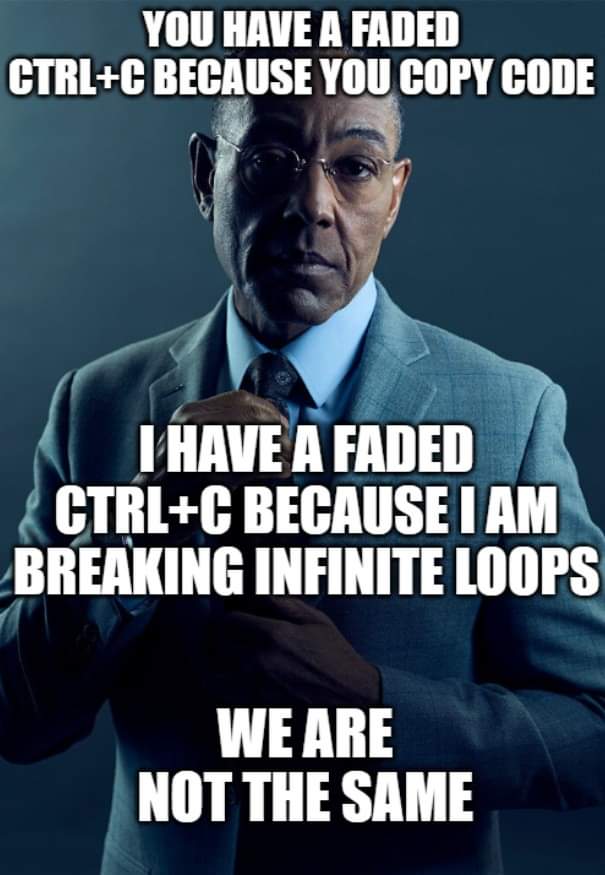 YOU HAVE A FADED
CTRL+C BECAUSE YOU COPY CODE
I HAVE A FADED
CTRL+C BECAUSE I AM
BREAKING INFINITE LOOPS
WE ARE
NOT THE SAME